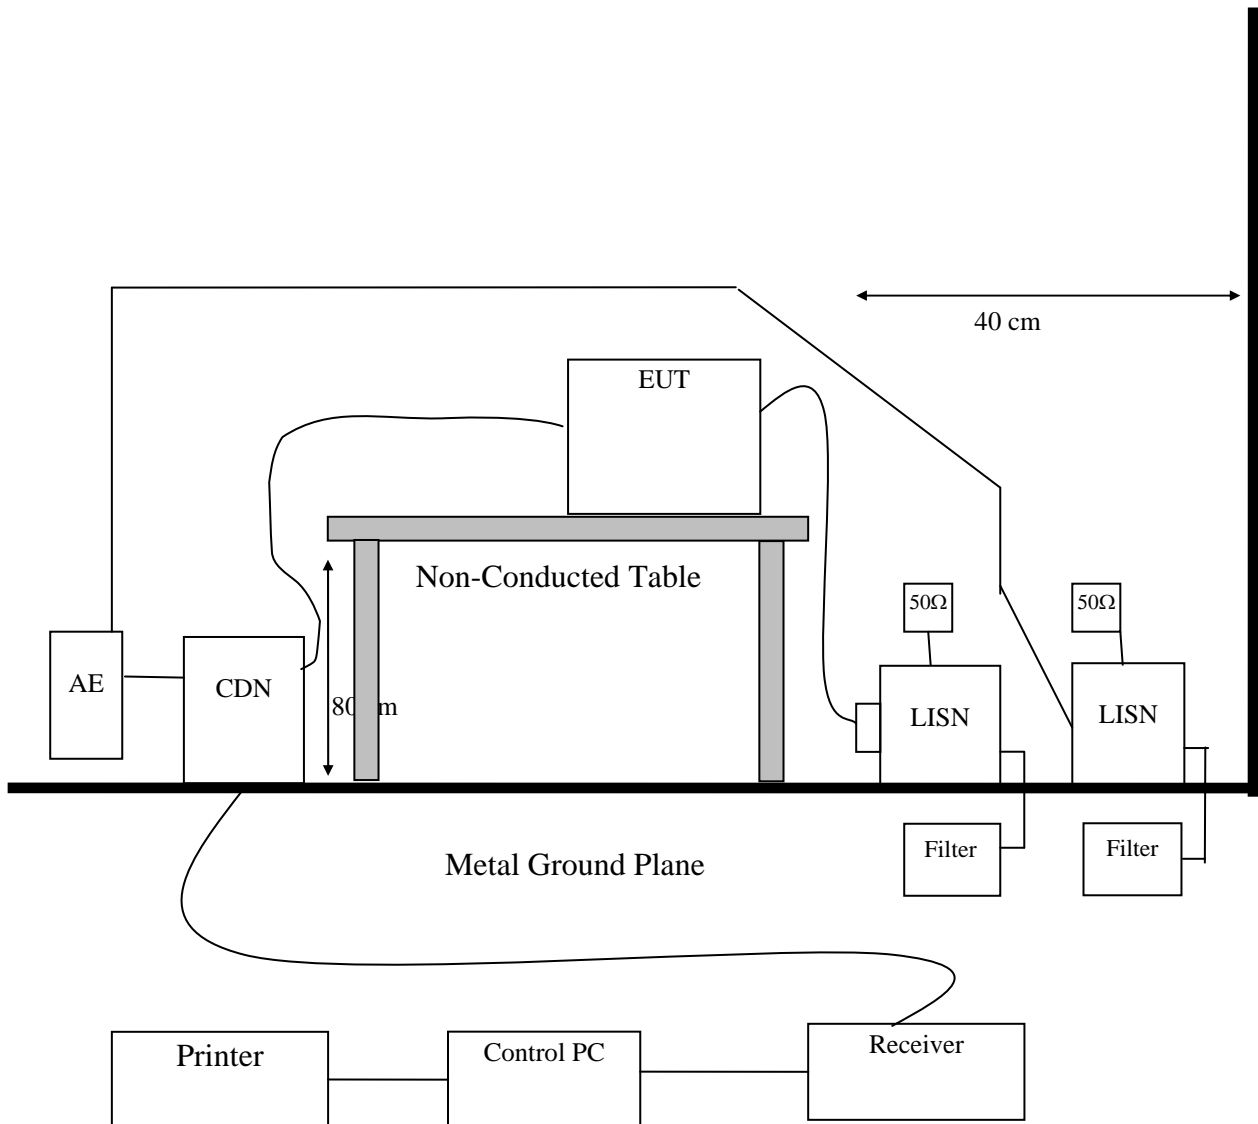 40 cm
EUT
Non-Conducted Table
50Ω
50Ω
AE
CDN
LISN
LISN
Filter
Filter
Metal Ground Plane
Printer
Control PC
Receiver